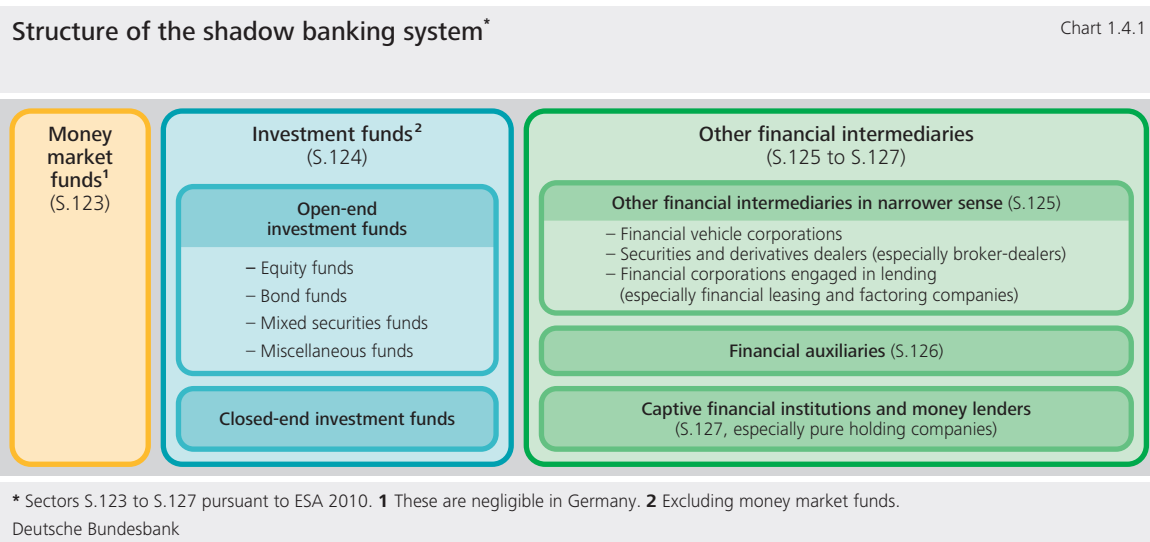 Structure of the shadow banking system*
Chart 1.4.1
Money
market
funds¹
(S.123)
Investment funds²
(S.124)
Open-end
investment funds
– Equity funds
– Bond funds
– Mixed securities funds
– Miscellaneous funds
Closed-end investment funds
Other financial intermediaries
(S.125 to S.127)
Other financial intermediaries in narrower sense (S.125)
– Financial vehicle corporations
– Securities and derivatives dealers (especially broker-dealers)
– Financial corporations engaged in lending
(especially financial leasing and factoring companies)
Financial auxiliaries (S.126)
Captive financial institutions and money lenders
(S.127, especially pure holding companies)
* Sectors S.123 to S.127 pursuant to ESA 2010. 1 These are negligible in Germany. 2 Excluding money market funds.
Deutsche Bundesbank